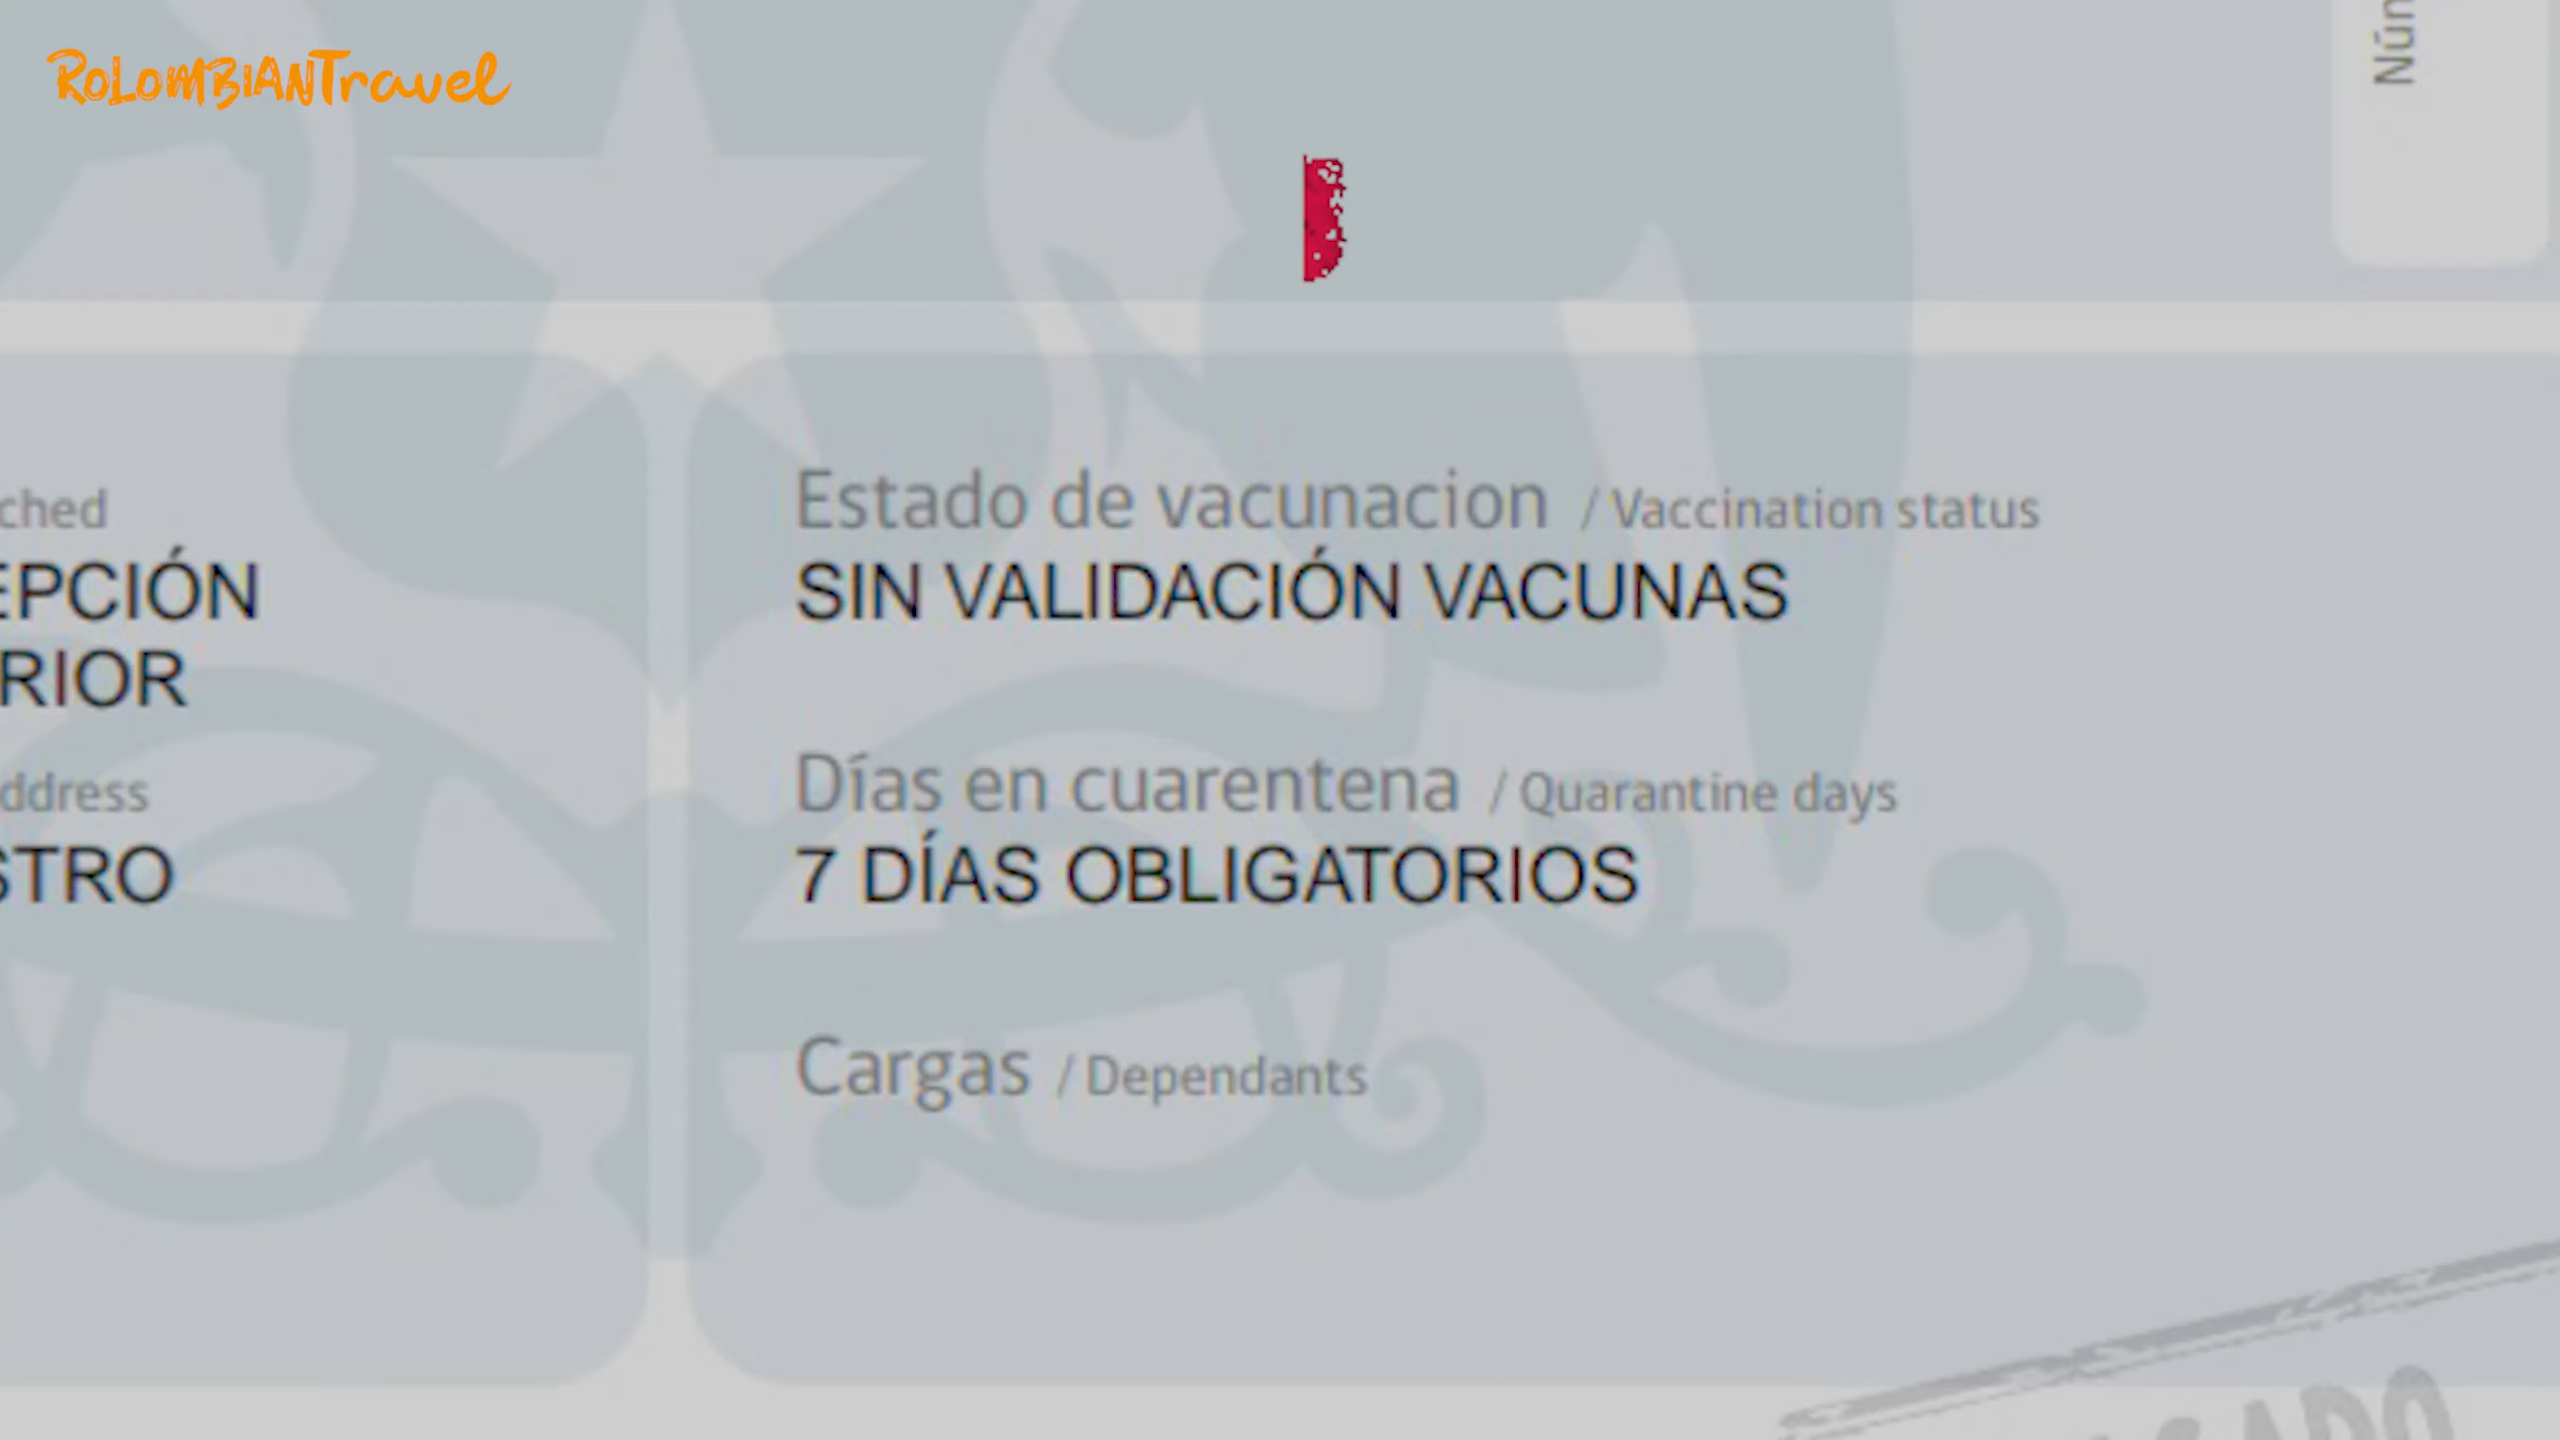 RoLoMBIANTravel
Estado de vacunacion / Vaccination status
SIN VALIDACIÓN VACUNAS
Días en cuarentena / Quarantine days
7 DÍAS OBLIGATORIOS
Cargas / Dependants
ched
EPCIÓN
RIOR
ddress
STRO
Nún